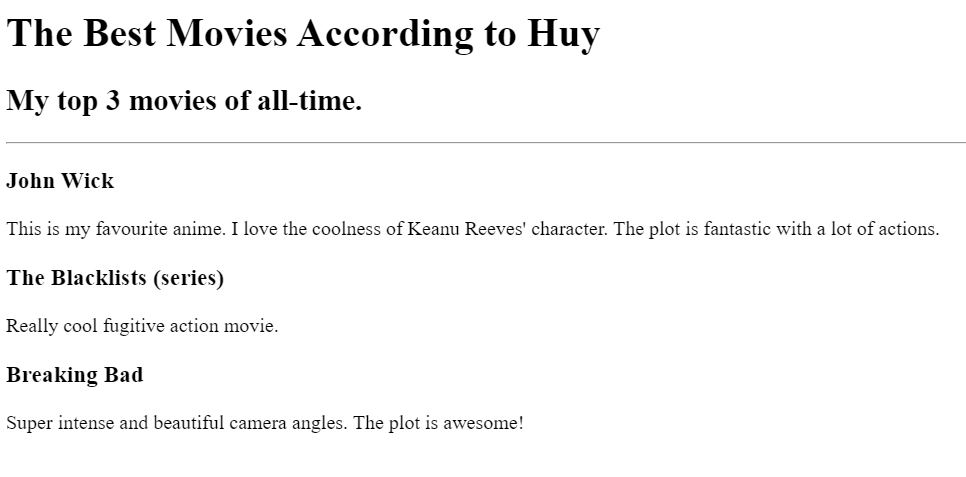 The Best Movies According to Huy
My top 3 movies of all-time.
John Wick
This is my favourite anime. I love the coolness of Keanu Reeves' character. The plot is fantastic with a lot of actions.
The Blacklists (series)
Really cool fugitive action movie.
Breaking Bad
Super intense and beautiful camera angles. The plot is awesome!